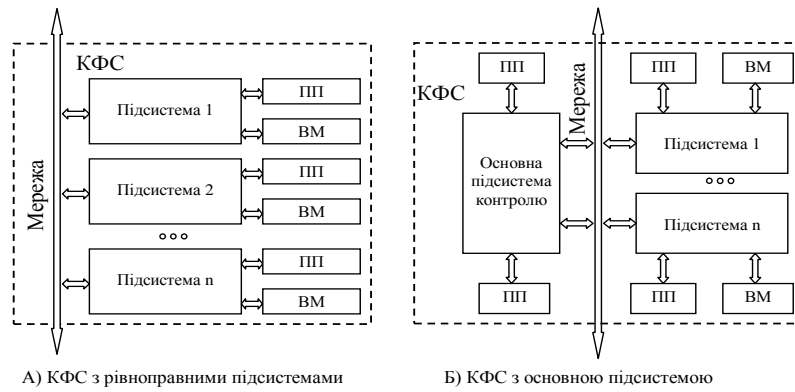 КФС
Мережа
Підсистема 1
ПП
ВМ
Підсистема 2
ПП
ВМ
Підсистема n
ПП
ВМ
А) КФС з рівноправними підсистемами
КФС
Мережа
ПП
ПП
ВМ
Основна
підсистема
контролю
Підсистема 1
Підсистема n
ПП
ПП
ВМ
Б) КФС з основною підсистемою